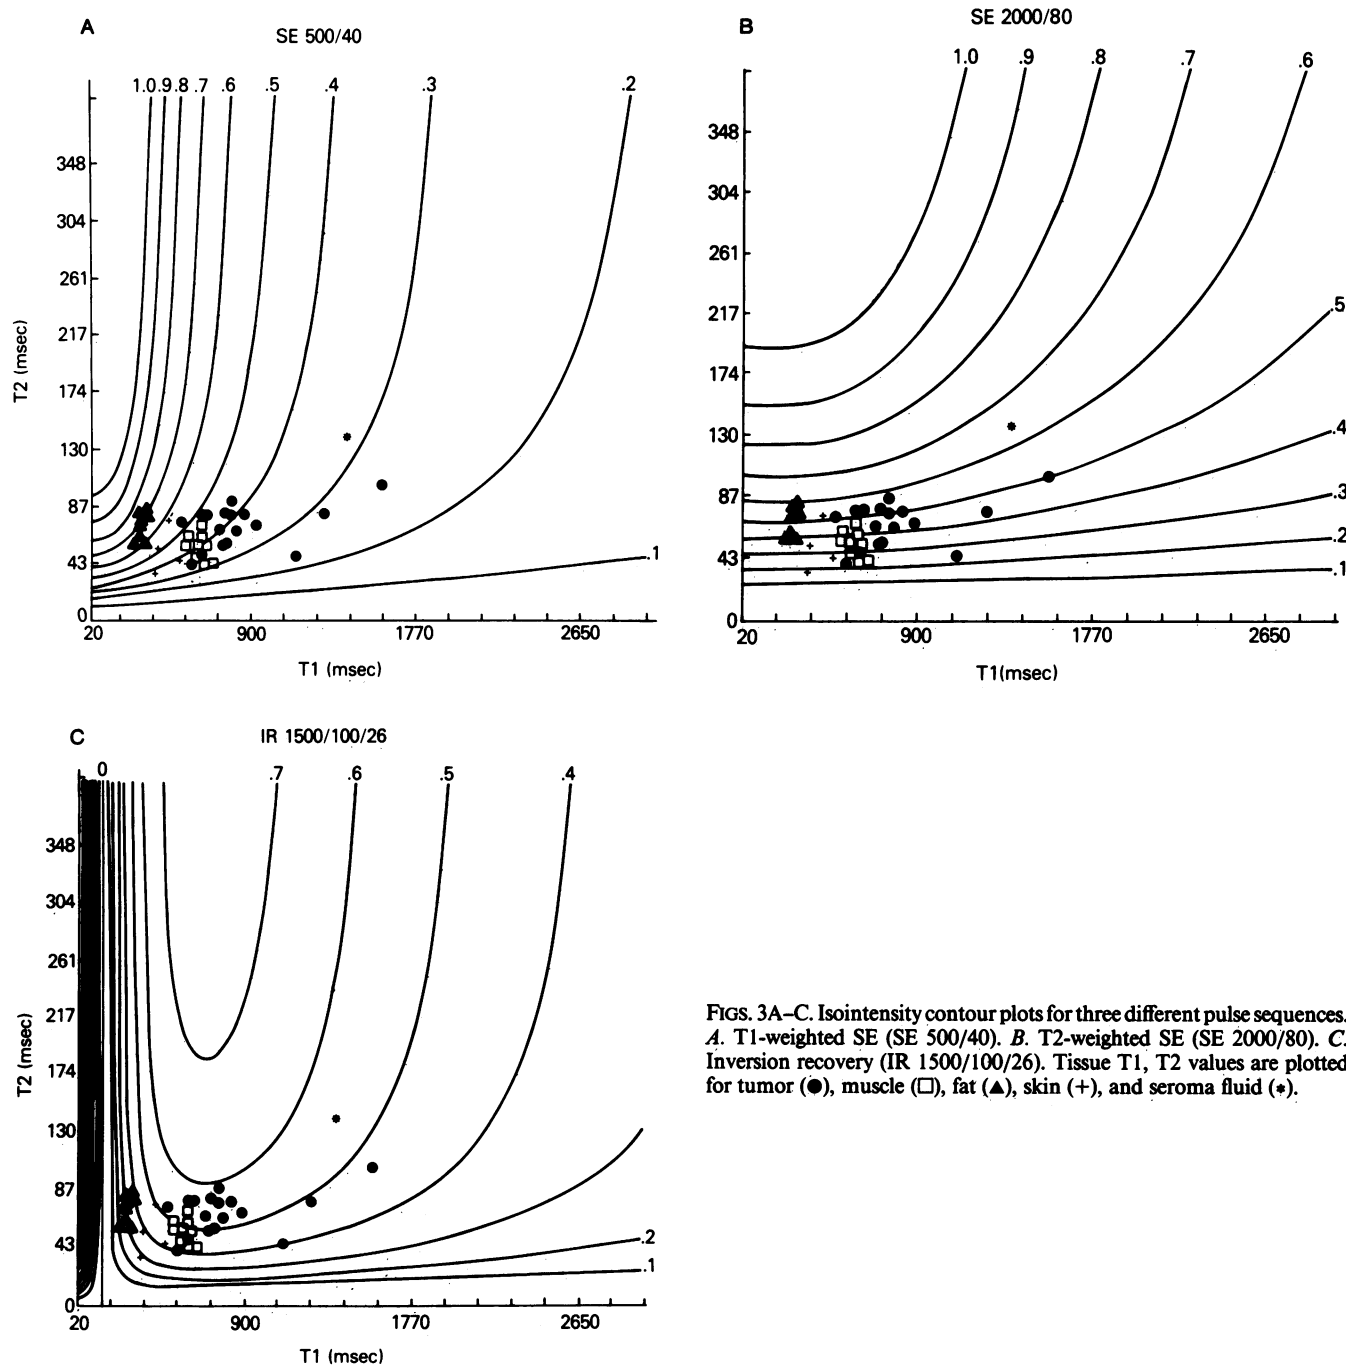 A
SE 500/40
1.0 .9 .8 .7 .6 .5 .4 .3 .2
348
304
261
217
174
130
87
43
0
.1
20 900 1770 2650
T2 (msec)
T1 (msec)
B
SE 2000/80
1.0 .9 .8 .7 .6
348
304
261
217
174
130
87
43
0
.5
.4
.3
.2
.1
20 900 1770 2650
T1(msec)
C
IR 1500/100/26
0 .7 .6 .5 .4
348
304
261
217
174
130
87
43
0
.2
.1
20 900 1770 2650
T2 (msec)
T1 (msec)
FIGS. 3A–C. Isointensity contour plots for three different pulse sequences.
A. T1-weighted SE (SE 500/40). B. T2-weighted SE (SE 2000/80). C.
Inversion recovery (IR 1500/100/26). Tissue T1, T2 values are plotted
for tumor (●), muscle (□), fat (▲), skin (+), and seroma fluid (*).